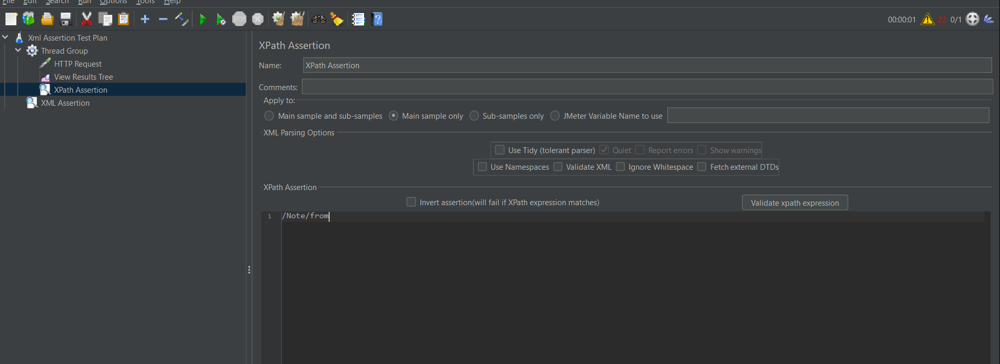 File Edit Search Run Options Tools Help
STOP
00:00:01 22 0/1
Xml Assertion Test Plan
Thread Group
HTTP Request
View Results Tree
XPath Assertion
XML Assertion
XPath Assertion
Name: XPath Assertion
Comments:
Apply to:
Main sample and sub-samples Main sample only Sub-samples only JMeter Variable Name to use
XML Parsing Options
Use Tidy (tolerant parser) Quiet Report errors Show warnings
Use Namespaces Validate XML Ignore Whitespace Fetch external DTDs
XPath Assertion
Invert assertion(will fail if XPath expression matches) Validate xpath expression
1 /Note/from